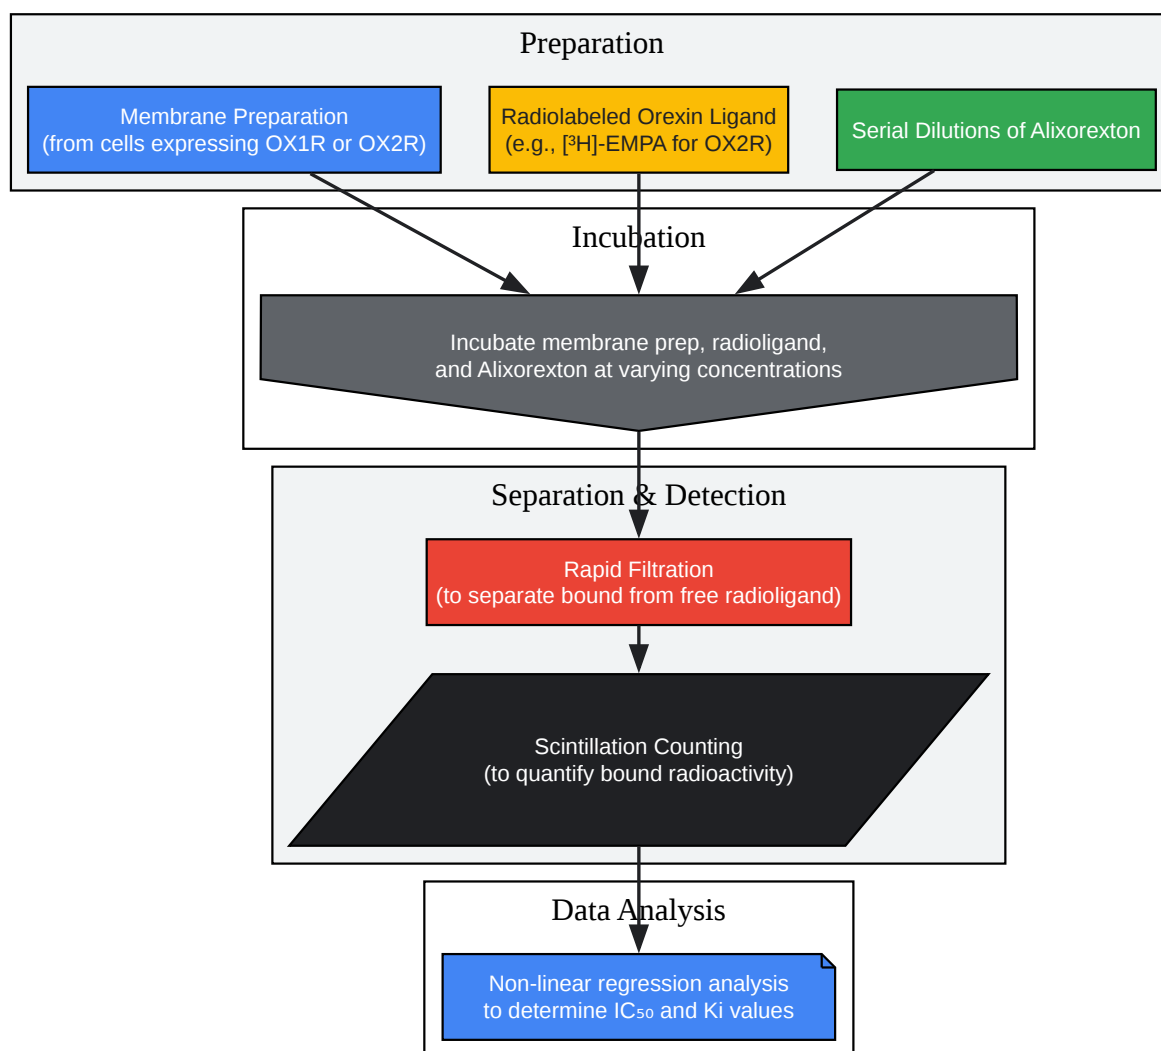 Preparation
Membrane Preparation
(from cells expressing OX1R or OX2R)
Radiolabeled Orexin Ligand
(e.g., [³H]-EMPA for OX2R)
Serial Dilutions of Alixorexton
Incubation
Incubate membrane prep, radioligand,
and Alixorexton at varying concentrations
Separation & Detection
Rapid Filtration
(to separate bound from free radioligand)
Scintillation Counting
(to quantify bound radioactivity)
Data Analysis
Non-linear regression analysis
to determine IC₅₀ and Ki values